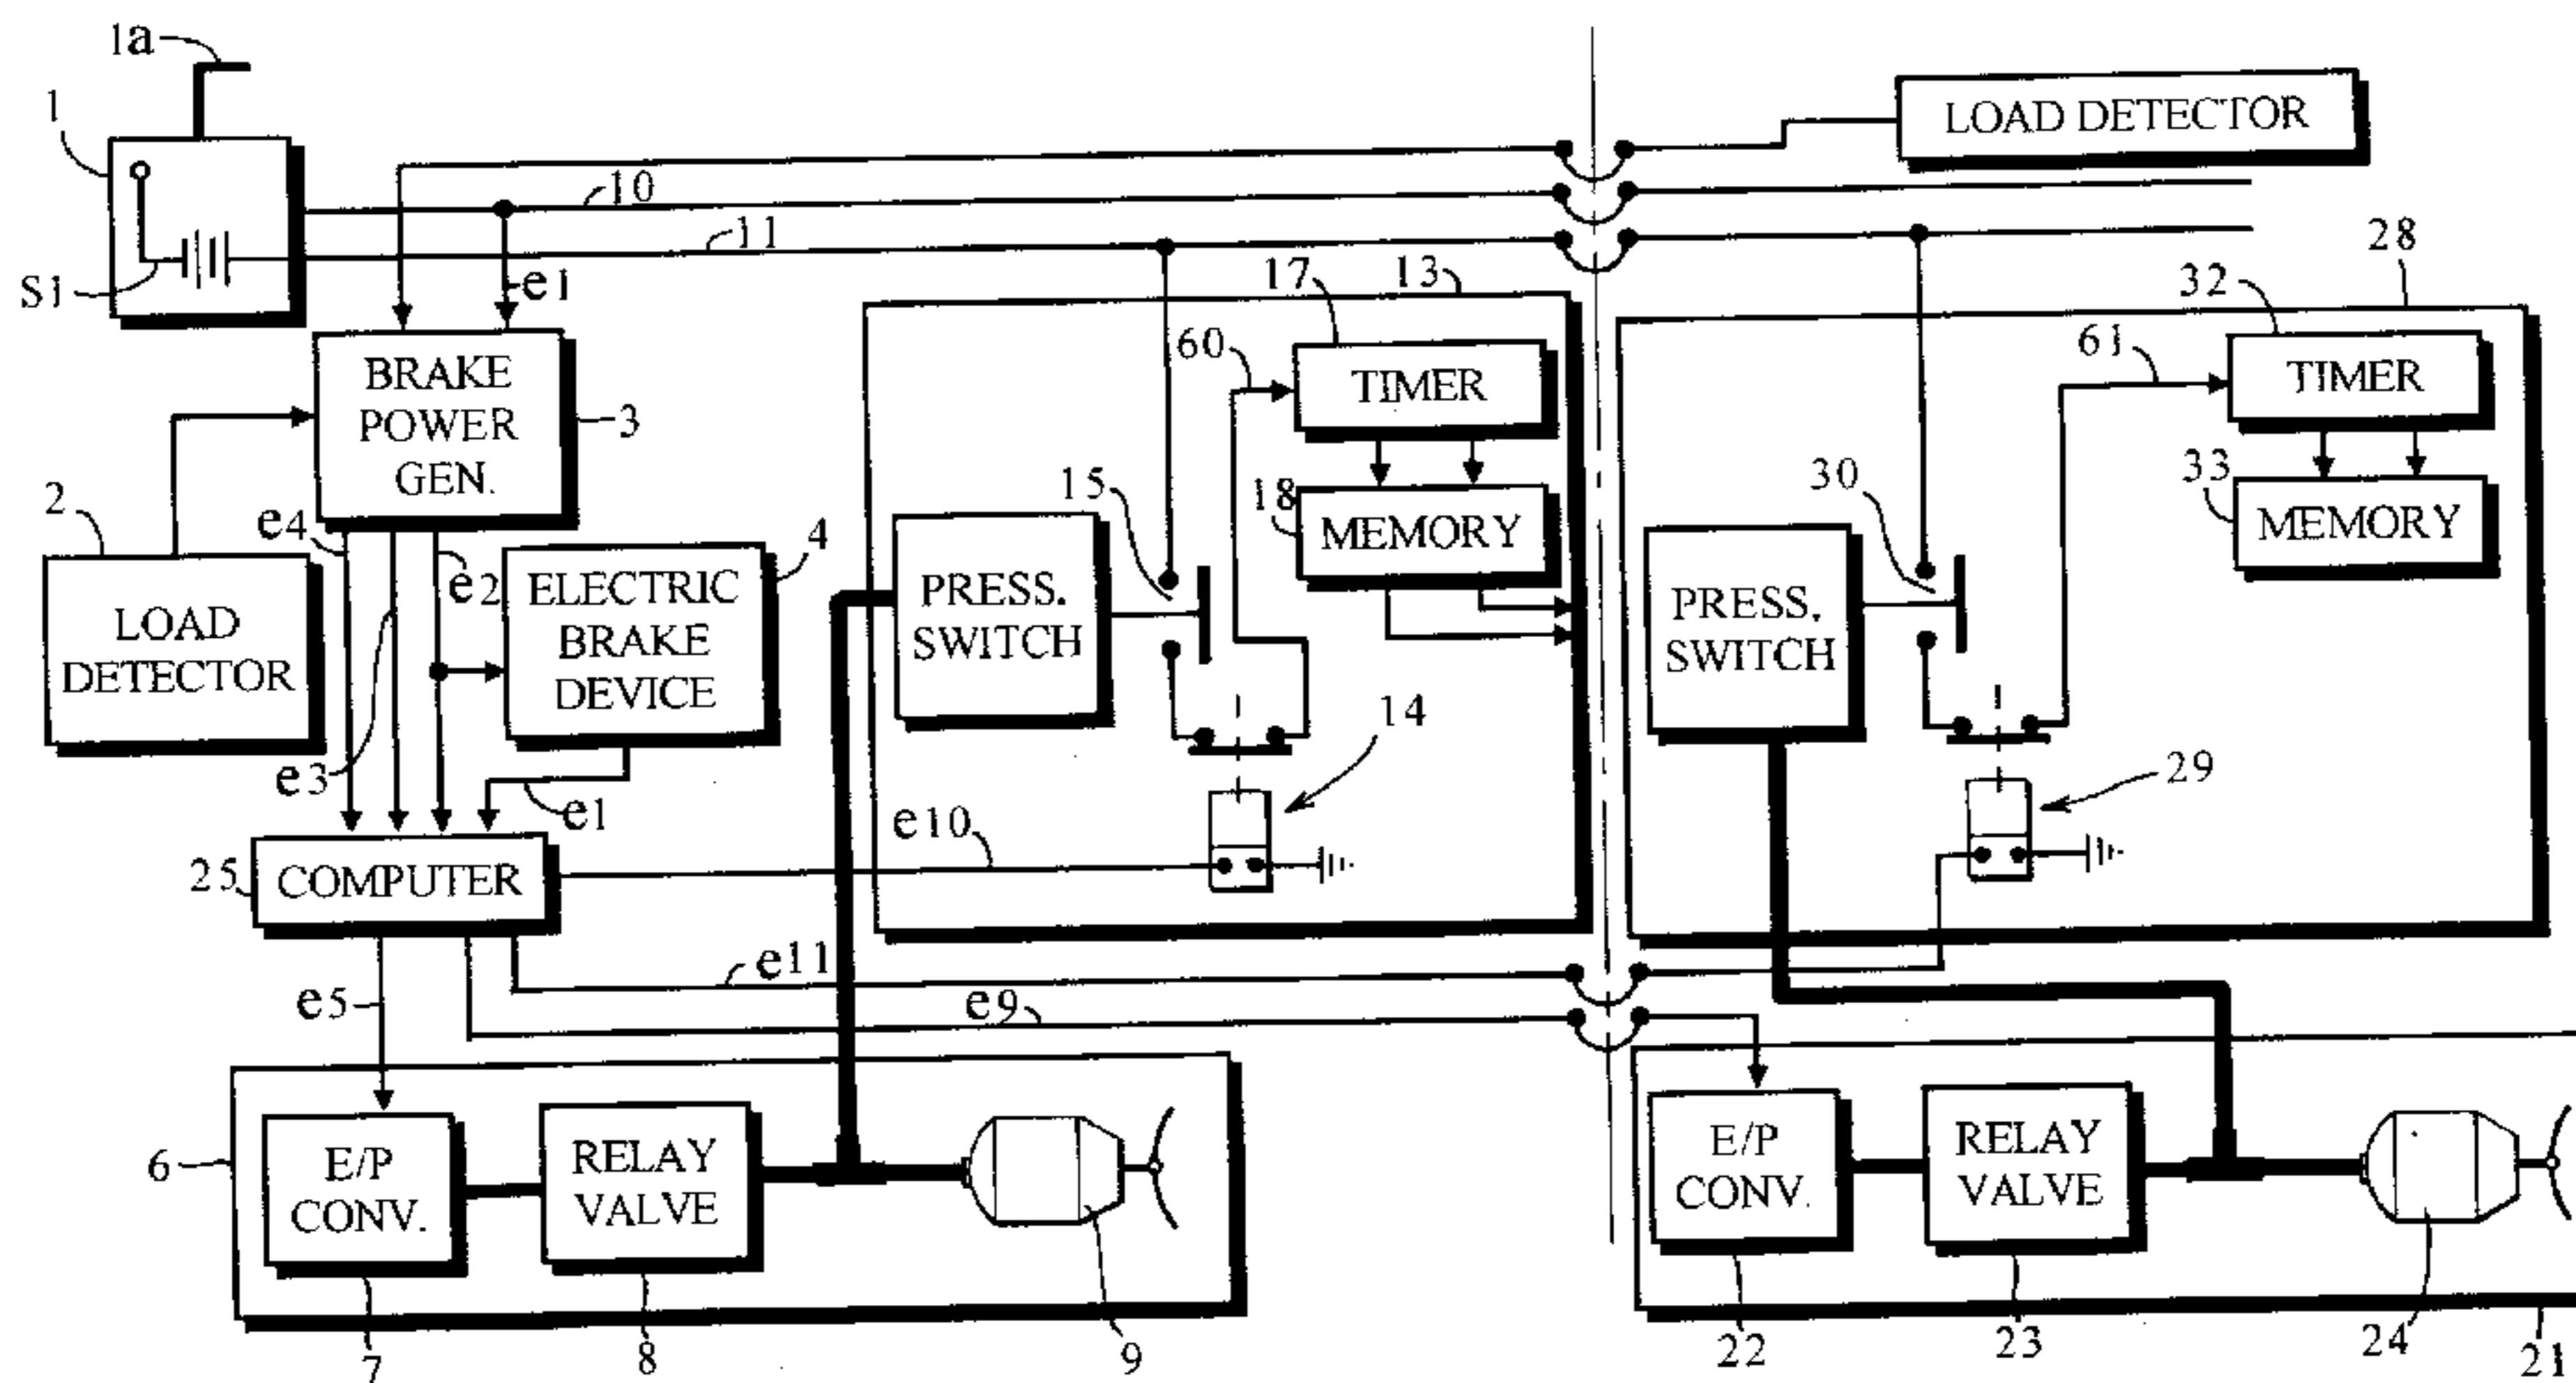 1a
1
LOAD DETECTOR
10
11
S1
e1
17
13
28
32
60
61
TIMER
TIMER
BRAKE
POWER
GEN.
3
15
18
30
33
MEMORY
MEMORY
2
e4
e2
4
ELECTRIC
BRAKE
DEVICE
PRESS.
SWITCH
PRESS.
SWITCH
LOAD
DETECTOR
e3
e1
14
29
e10
25
COMPUTER
e11
e5
e9
6
E/P
CONV.
RELAY
VALVE
E/P
CONV.
RELAY
VALVE
7
8
9
22
23
24
21